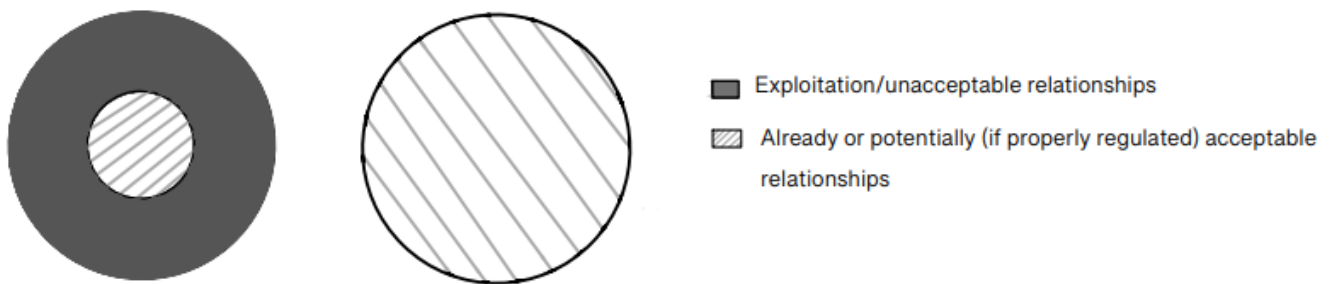 Exploitation/unacceptable relationships
Already or potentially (if properly regulated) acceptable
relationships